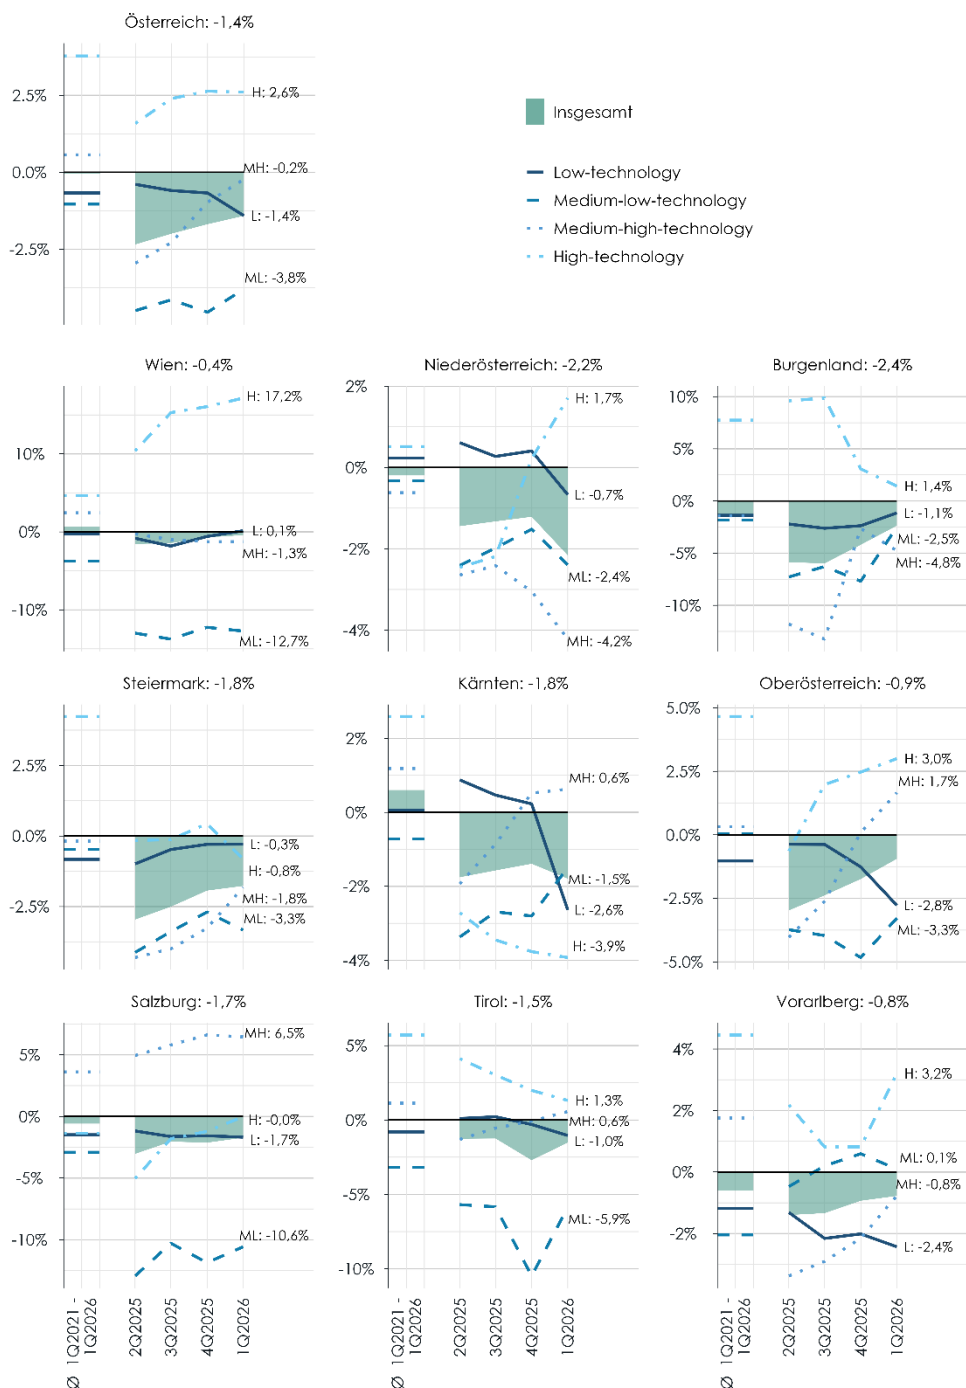 Österreich: -1,4%
2.5%
0.0%
-2.5%
H: 2,6%
MH: -0,2%
L: -1,4%
ML: -3,8%
Insgesamt
Low-technology
Medium-low-technology
Medium-high-technology
High-technology
Wien: -0,4%
10%
0%
-10%
H: 17,2%
L: 0,1%
MH: -1,3%
ML: -12,7%
Niederösterreich: -2,2%
2%
0%
-2%
-4%
H: 1,7%
L: -0,7%
ML: -2,4%
MH: -4,2%
Burgenland: -2,4%
10%
5%
0%
-5%
-10%
H: 1,4%
L: -1,1%
ML: -2,5%
MH: -4,8%
Steiermark: -1,8%
2.5%
0.0%
-2.5%
L: -0,3%
H: -0,8%
MH: -1,8%
ML: -3,3%
Kärnten: -1,8%
2%
0%
-2%
-4%
MH: 0,6%
ML: -1,5%
L: -2,6%
H: -3,9%
Oberösterreich: -0,9%
5.0%
2.5%
0.0%
-2.5%
-5.0%
H: 3,0%
MH: 1,7%
L: -2,8%
ML: -3,3%
Salzburg: -1,7%
5%
0%
-5%
-10%
MH: 6,5%
H: -0,0%
L: -1,7%
ML: -10,6%
Tirol: -1,5%
5%
0%
-5%
-10%
H: 1,3%
MH: 0,6%
L: -1,0%
ML: -5,9%
Vorarlberg: -0,8%
4%
2%
0%
-2%
H: 3,2%
ML: 0,1%
MH: -0,8%
L: -2,4%
Ø 1Q2021 -
1Q2026
2Q2025
3Q2025
4Q2025
1Q2026
Ø 1Q2021 -
1Q2026
2Q2025
3Q2025
4Q2025
1Q2026
Ø 1Q2021 -
1Q2026
2Q2025
3Q2025
4Q2025
1Q2026